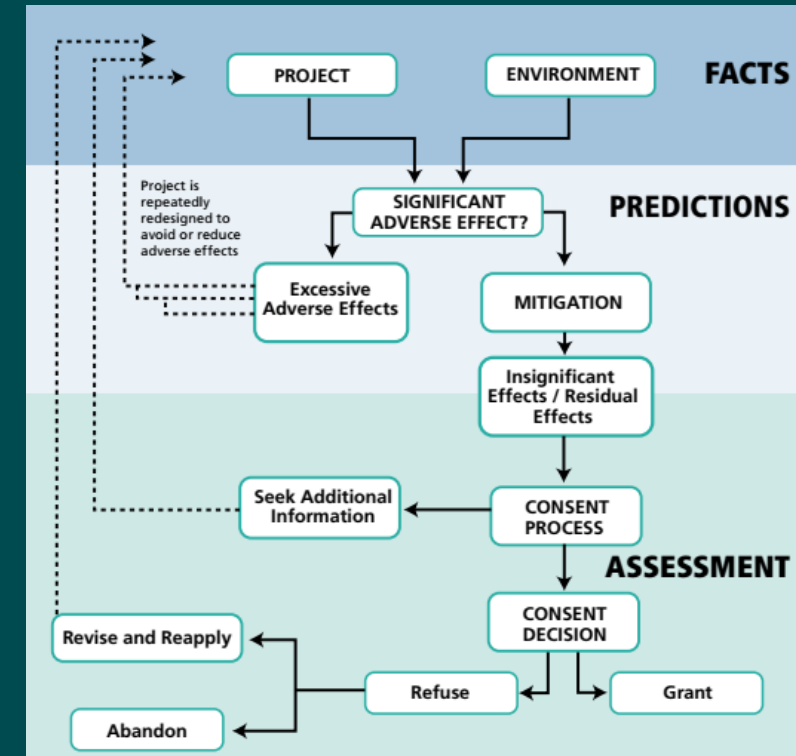 PROJECT
ENVIRONMENT
FACTS
Project is
repeatedly
redesigned to
avoid or reduce
adverse effects
SIGNIFICANT
ADVERSE EFFECT?
PREDICTIONS
Excessive
Adverse Effects
MITIGATION
Insignificant
Effects / Residual
Effects
Seek Additional
Information
CONSENT
PROCESS
ASSESSMENT
CONSENT
DECISION
Revise and Reapply
Refuse
Grant
Abandon